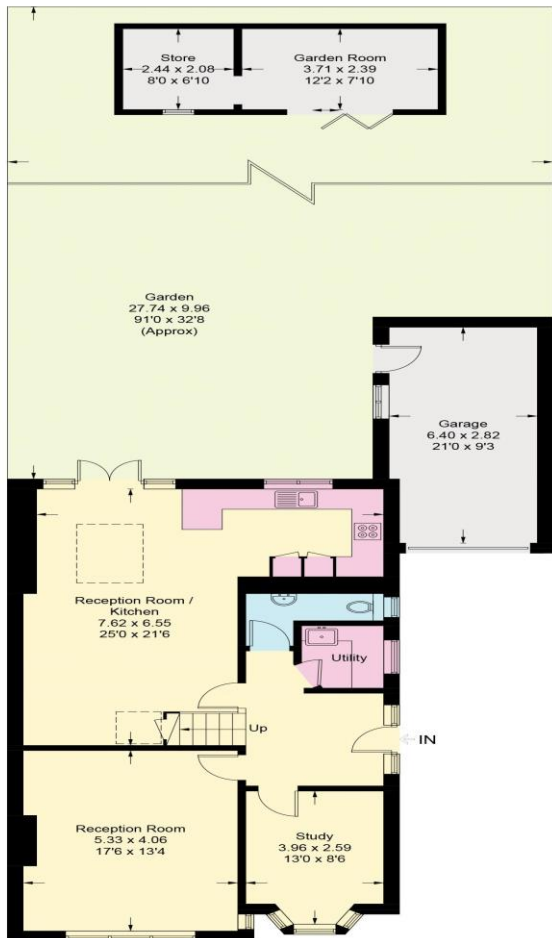 Store
2.44 x 2.08
8'0 x 6'10
Garden Room
3.71 x 2.39
12'2 x 7'10
Garden
27.74 x 9.96
91'0 x 32'8
(Approx)
Garage
6.40 x 2.82
21'0 x 9'3
Reception Room /
Kitchen
7.62 x 6.55
25'0 x 21'6
Utility
Up
IN
Reception Room
5.33 x 4.06
17'6 x 13'4
Study
3.96 x 2.59
13'0 x 8'6